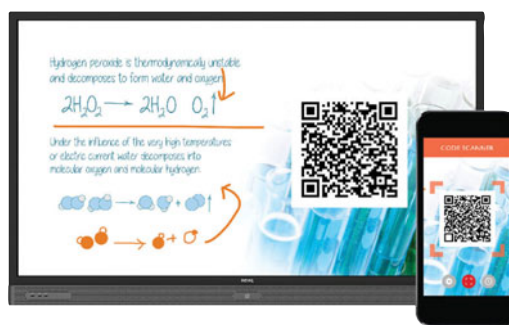 Hydrogen peroxide is thermodynamically unstable
and decomposes to form water and oxygen
2H₂O₂ → 2H₂O O₂↑
Under the influence of the very high temperatures
or electric current water decomposes into
molecular oxygen and molecular hydrogen.
+ ↑
+
BENQ
CODE SCANNER